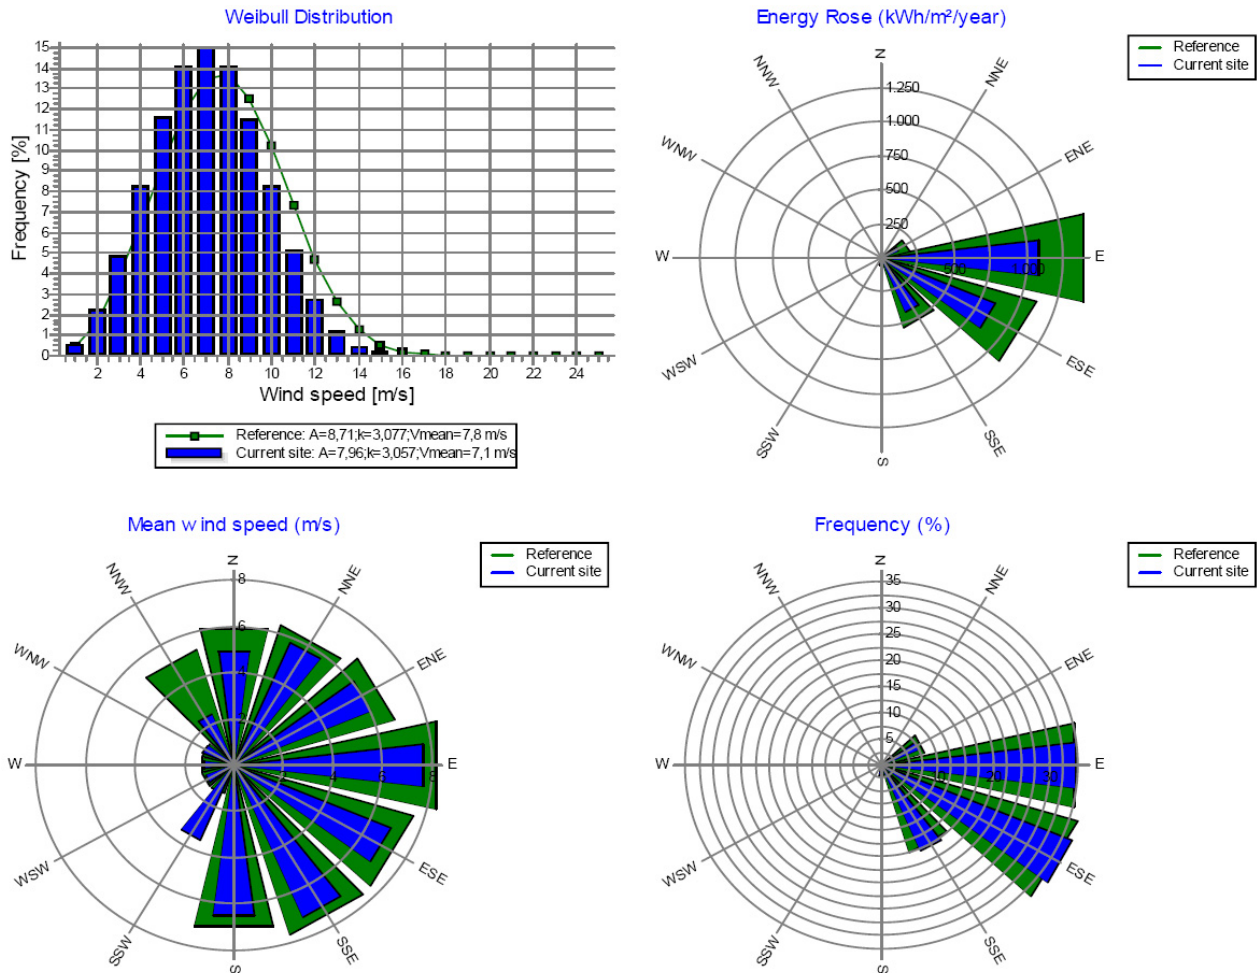 Weibull Distribution
Frequency [%]
15
14
13
12
11
10
9
8
7
6
5
4
3
2
1
0
2 4 6 8 10 12 14 16 18 20 22 24
Wind speed [m/s]
Reference: A=8,71;k=3,077;Vmean=7,8 m/s
Current site: A=7,96;k=3,057;Vmean=7,1 m/s
Energy Rose (kWh/m²/year)
Reference
Current site
N
NNW NNE
1.250
1.000
WNW ENE
750
500
250
W 500 1.000 E
WSW ESE
SSW SSE
S
Mean wind speed (m/s)
Reference
Current site
N
8
NNW NNE
6
WNW ENE
4
2
W 2 4 6 8 E
WSW ESE
SSW SSE
S
Frequency (%)
Reference
Current site
N
35
NNW NNE
30
25
WNW ENE
20
15
10
5
W 10 20 30 E
WSW ESE
SSW SSE
S